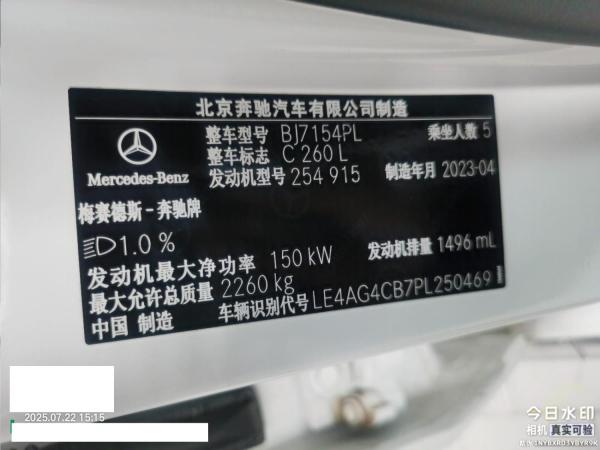 北京奔驰汽车有限公司制造
整车型号 BJ7154PL 乘坐人数 5
整车标志 C 260 L
发动机型号 254 915 制造年月 2023-04
Mercedes-Benz
梅赛德斯-奔驰牌
1.0 %
发动机最大净功率 150 kW 发动机排量 1496 mL
最大允许总质量 2260 kg
车辆识别代号 LE4AG4CB7PL250469
中国 制造
2025.07.22 15:15
今日水印
相机 真实可验
防伪 1NYBXRD3YBYR9K